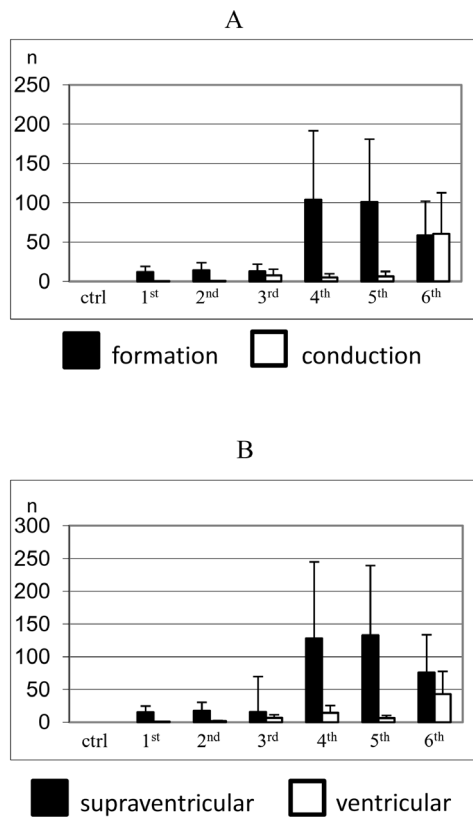 A
n
250
200
150
100
50
0
ctrl 1st 2nd 3rd 4th 5th 6th
formation conduction
B
n
300
250
200
150
100
50
0
ctrl 1st 2nd 3rd 4th 5th 6th
supraventricular ventricular